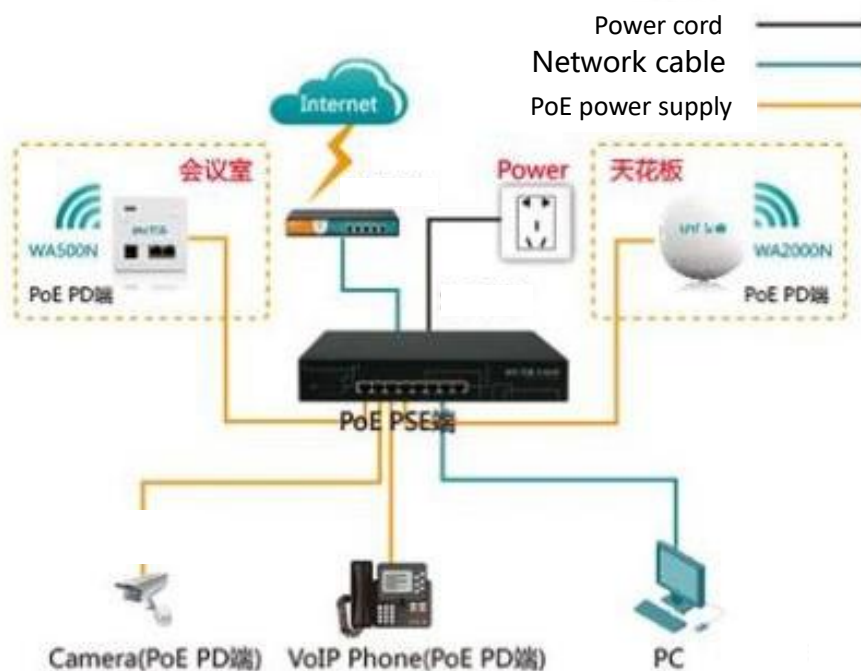 Power cord
Network cable
PoE power supply
Internet
会议室
Power
天花板
WA500N
WA2000N
PoE PD端
PoE PD端
PoE PSE端
Camera(PoE PD端)
VoIP Phone(PoE PD端)
PC